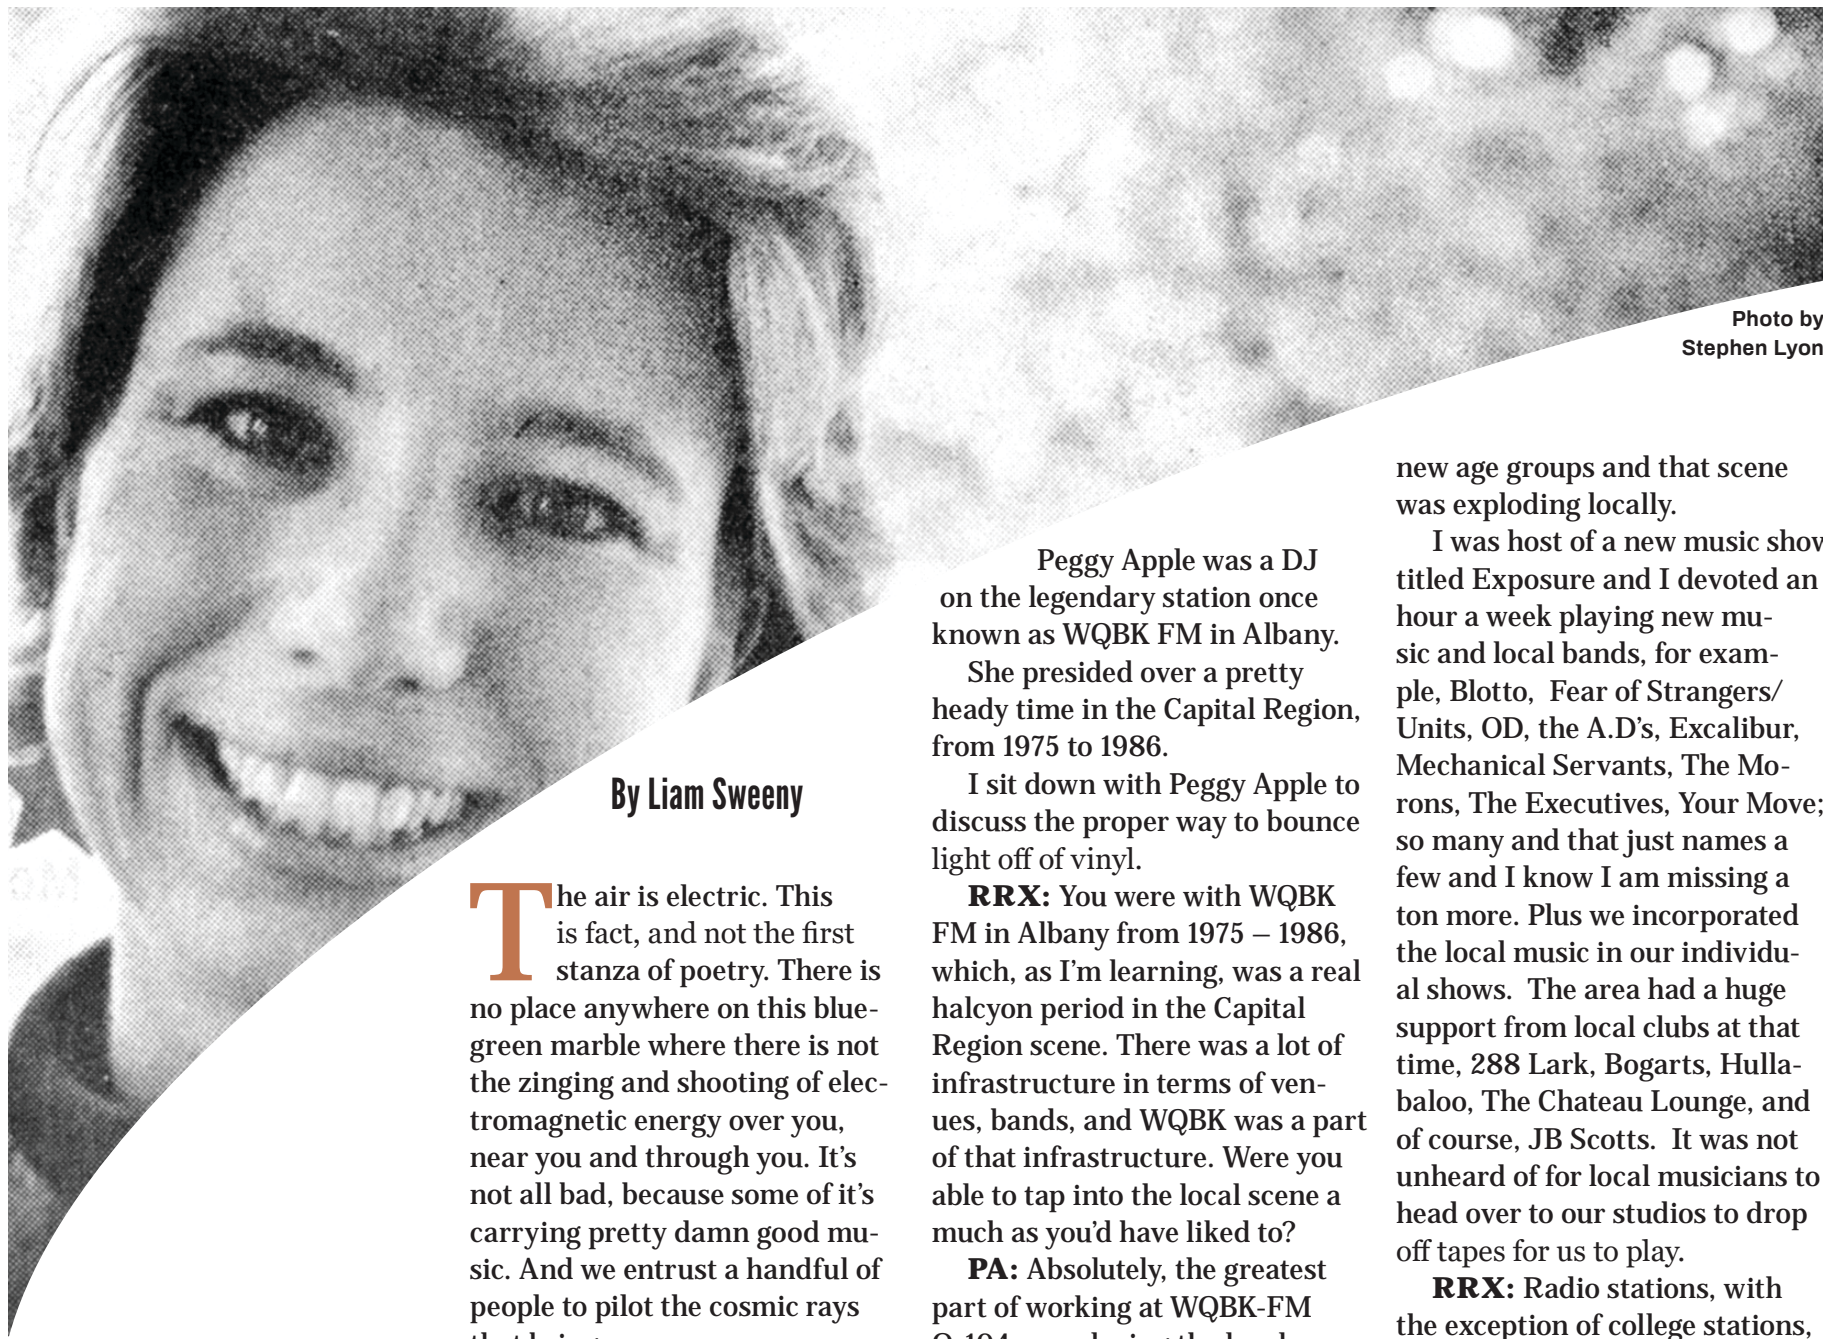 Photo by
Stephen Lyon
By Liam Sweeny
The air is electric. This
is fact, and not the first
stanza of poetry. There is
no place anywhere on this blue-
green marble where there is not
the zinging and shooting of elec-
tromagnetic energy over you,
near you and through you. It's
not all bad, because some of it's
carrying pretty damn good mu-
sic. And we entrust a handful of
people to pilot the cosmic rays
Peggy Apple was a DJ
on the legendary station once
known as WQBK FM in Albany.
She presided over a pretty
heady time in the Capital Region,
from 1975 to 1986.
I sit down with Peggy Apple to
discuss the proper way to bounce
light off of vinyl.
RRX: You were with WQBK
FM in Albany from 1975 – 1986,
which, as I'm learning, was a real
halcyon period in the Capital
Region scene. There was a lot of
infrastructure in terms of ven-
ues, bands, and WQBK was a part
of that infrastructure. Were you
able to tap into the local scene a
much as you'd have liked to?
PA: Absolutely, the greatest
part of working at WQBK-FM
new age groups and that scene
was exploding locally.
I was host of a new music show
titled Exposure and I devoted an
hour a week playing new mu-
sic and local bands, for exam-
ple, Blotto,  Fear of Strangers/
Units, OD, the A.D's, Excalibur,
Mechanical Servants, The Mo-
rons, The Executives, Your Move;
so many and that just names a
few and I know I am missing a
ton more. Plus we incorporated
the local music in our individu-
al shows.  The area had a huge
support from local clubs at that
time, 288 Lark, Bogarts, Hulla-
baloo, The Chateau Lounge, and
of course, JB Scotts.  It was not
unheard of for local musicians to
head over to our studios to drop
off tapes for us to play.
RRX: Radio stations, with
the exception of college stations,